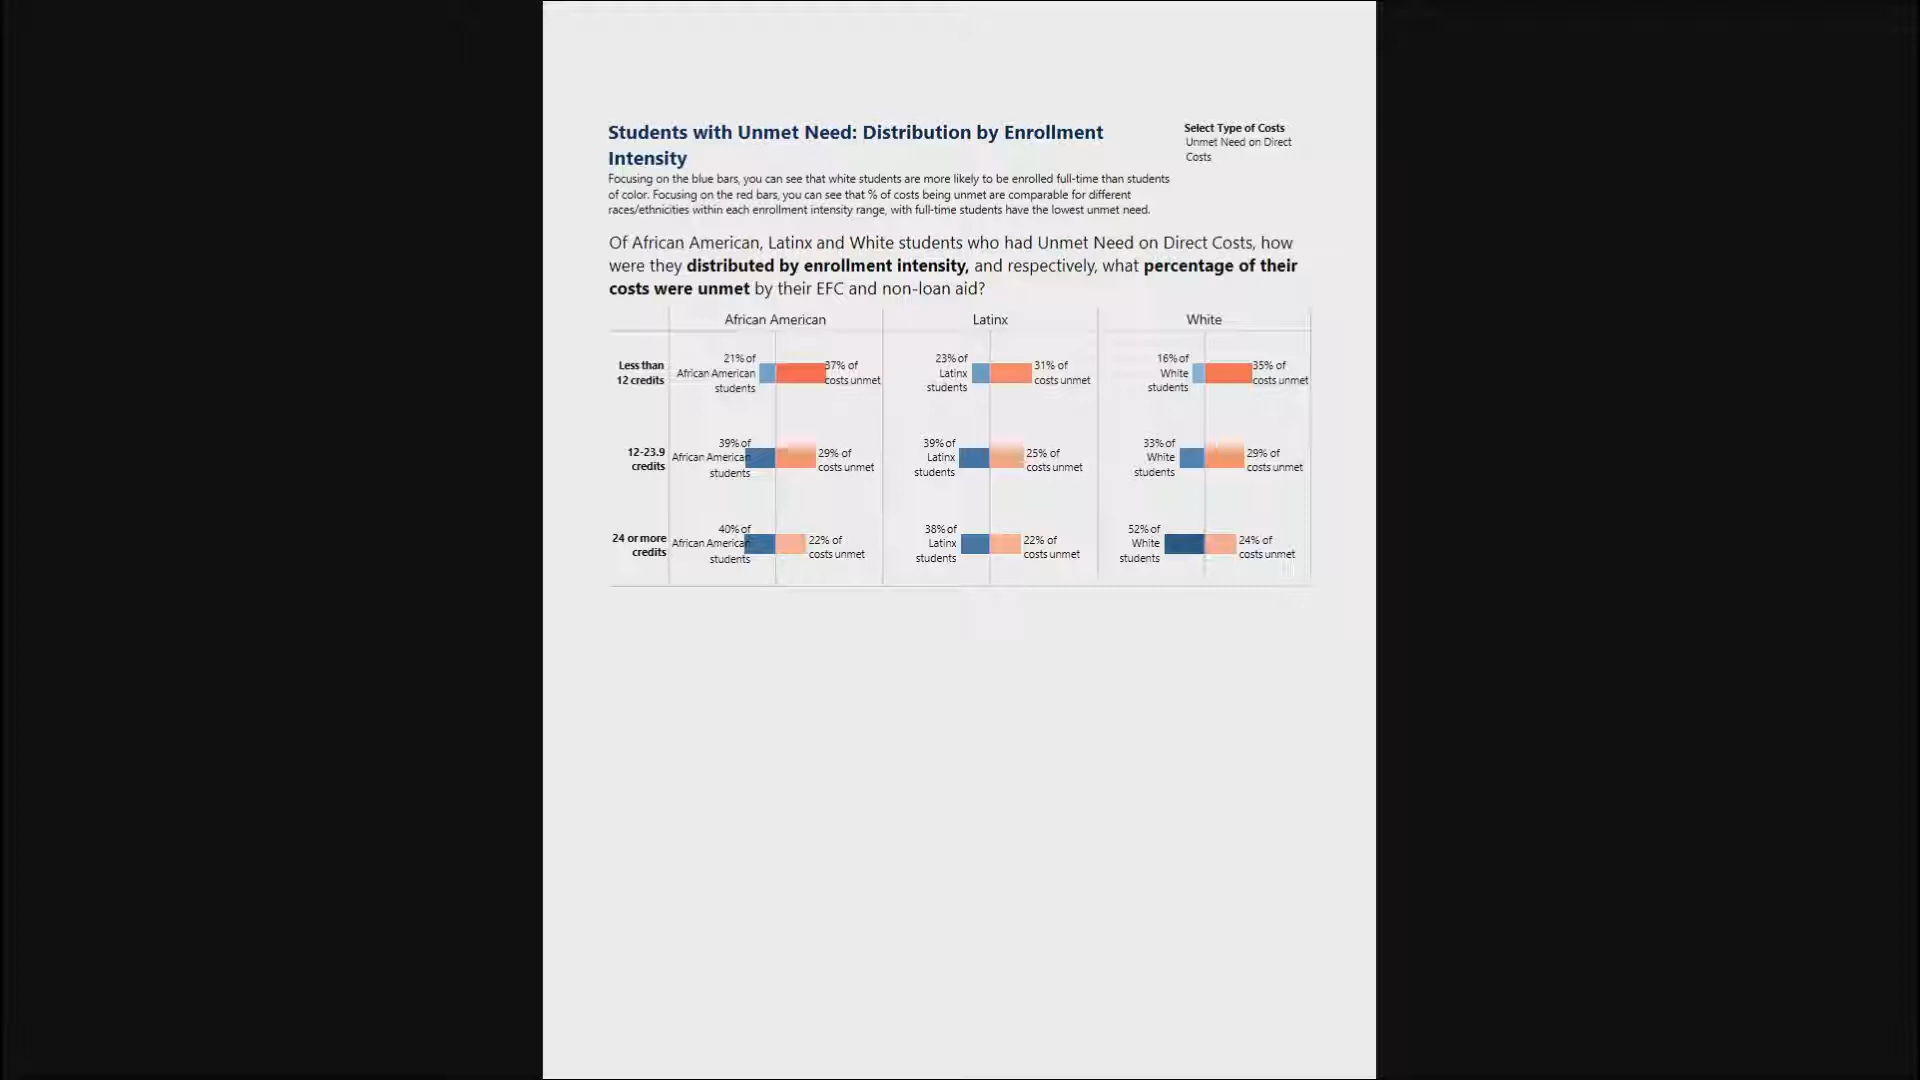 Students with Unmet Need: Distribution by Enrollment
Intensity
Select Type of Costs
Unmet Need on Direct
Costs
Focusing on the blue bars, you can see that white students are more likely to be enrolled full-time than students
of color. Focusing on the red bars, you can see that % of costs being unmet are comparable for different
races/ethnicities within each enrollment intensity range, with full-time students have the lowest unmet need.
Of African American, Latinx and White students who had Unmet Need on Direct Costs, how
were they distributed by enrollment intensity, and respectively, what percentage of their
costs were unmet by their EFC and non-loan aid?
African American
Latinx
White
Less than
12 credits
21% of
African American
students
37% of
costs unmet
23% of
Latinx
students
31% of
costs unmet
16% of
White
students
35% of
costs unmet
12-23.9
credits
39% of
African American
students
29% of
costs unmet
39% of
Latinx
students
25% of
costs unmet
33% of
White
students
29% of
costs unmet
24 or more
credits
40% of
African American
students
22% of
costs unmet
38% of
Latinx
students
22% of
costs unmet
52% of
White
students
24% of
costs unmet